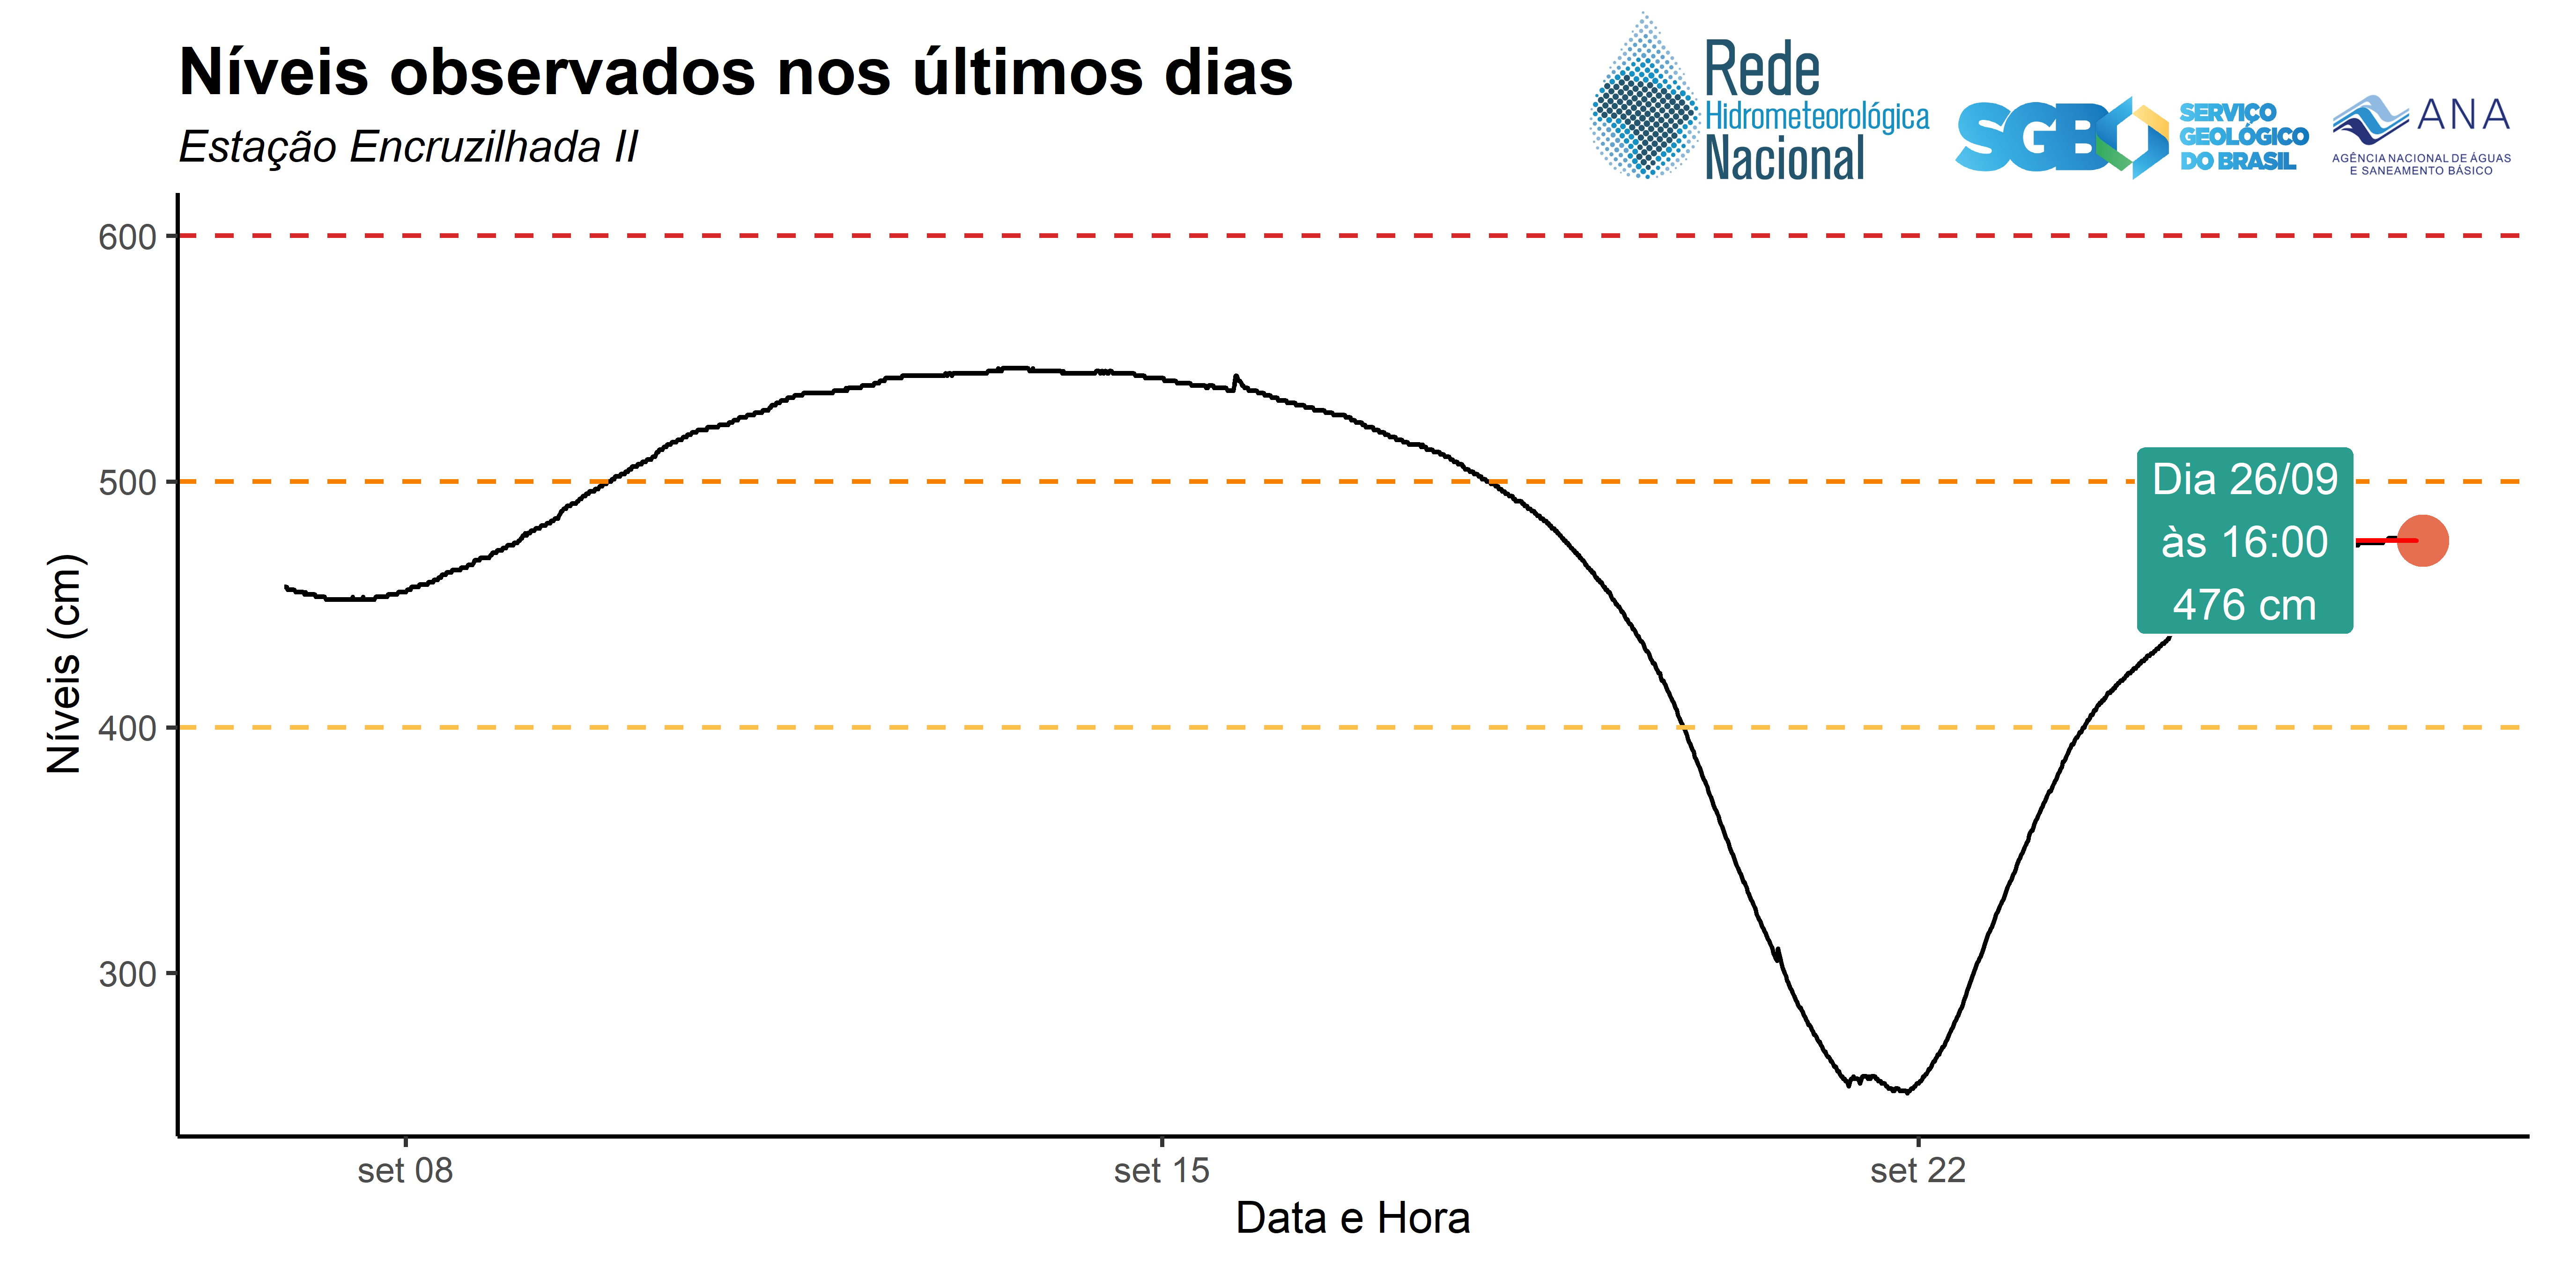 Níveis observados nos últimos dias
Estação Encruzilhada II
Rede
Hidrometeorológica
Nacional
SGB
SERVIÇO
GEOLÓGICO
DO BRASIL
ANA
AGÊNCIA NACIONAL DE ÁGUAS
E SANEAMENTO BÁSICO
Níveis (cm)
600
500
400
300
Dia 26/09
às 16:00
476 cm
set 08
set 15
set 22
Data e Hora